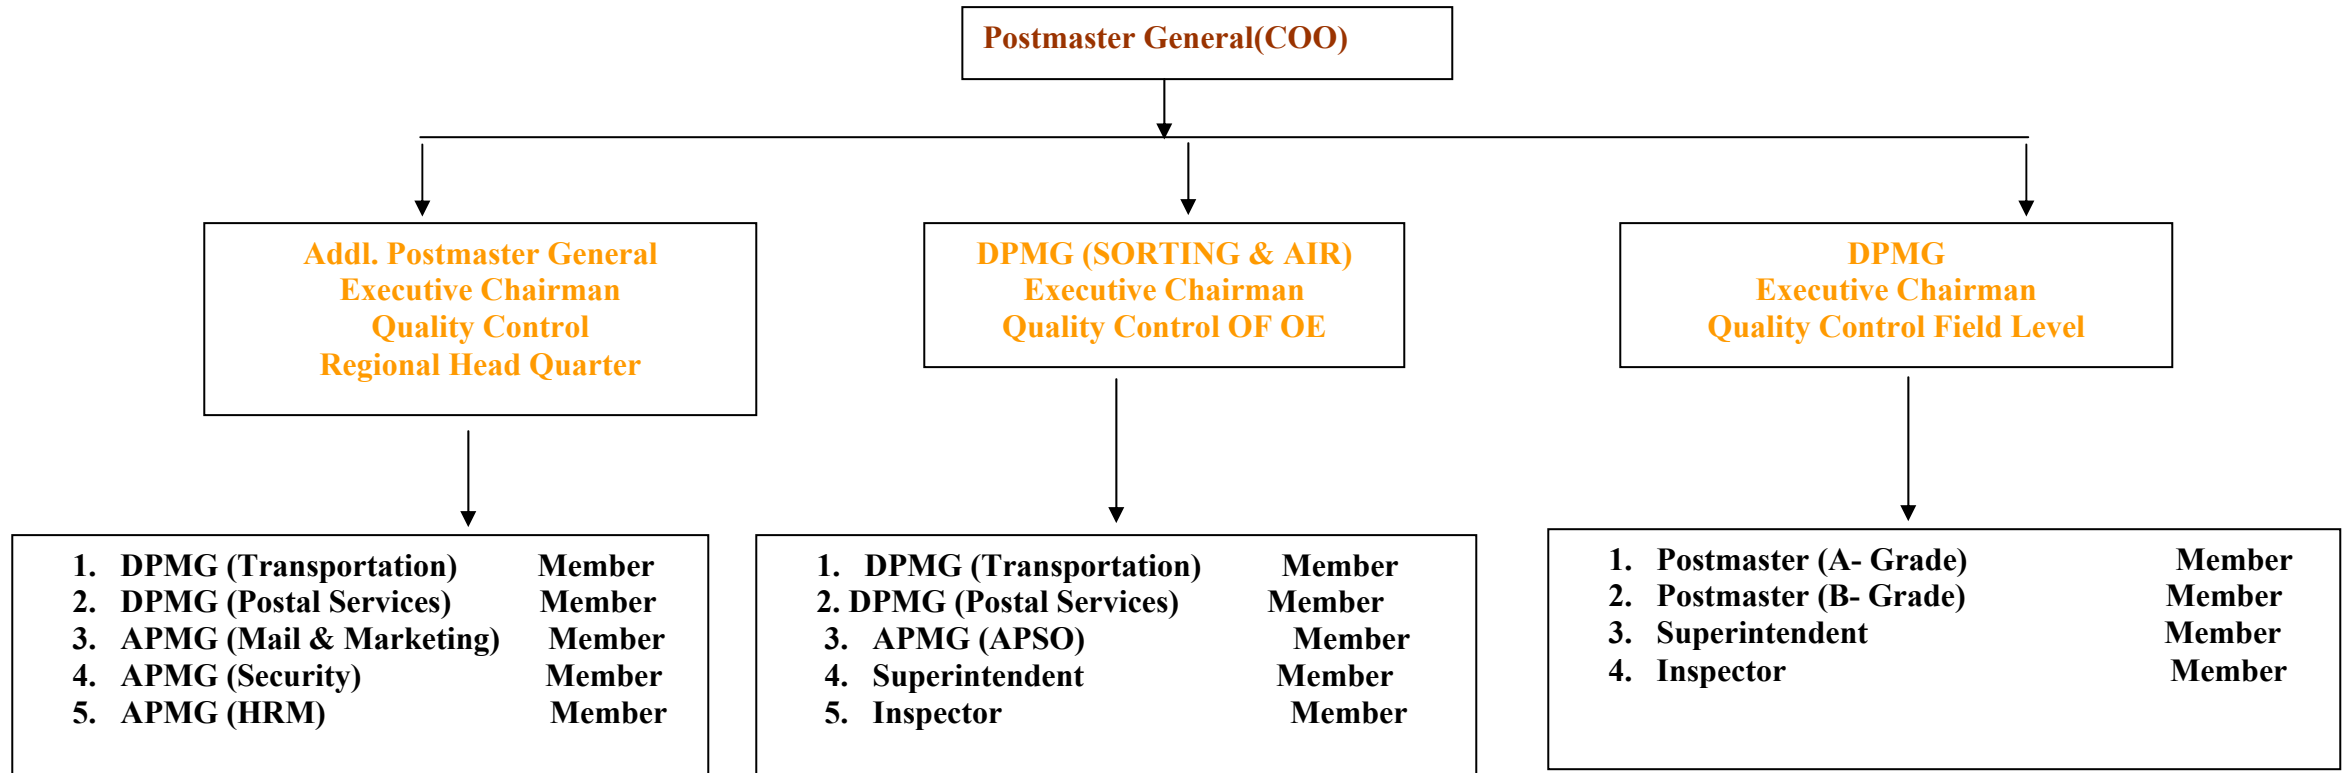 Postmaster General(COO)
Addl. Postmaster General
Executive Chairman
Quality Control
Regional Head Quarter
DPMG (SORTING & AIR)
Executive Chairman
Quality Control OF OE
DPMG
Executive Chairman
Quality Control Field Level
1. DPMG (Transportation) Member
2. DPMG (Postal Services) Member
3. APMG (Mail & Marketing) Member
4. APMG (Security) Member
5. APMG (HRM) Member
1. DPMG (Transportation) Member
2. DPMG (Postal Services) Member
3. APMG (APSO) Member
4. Superintendent Member
5. Inspector Member
1. Postmaster (A- Grade) Member
2. Postmaster (B- Grade) Member
3. Superintendent Member
4. Inspector Member